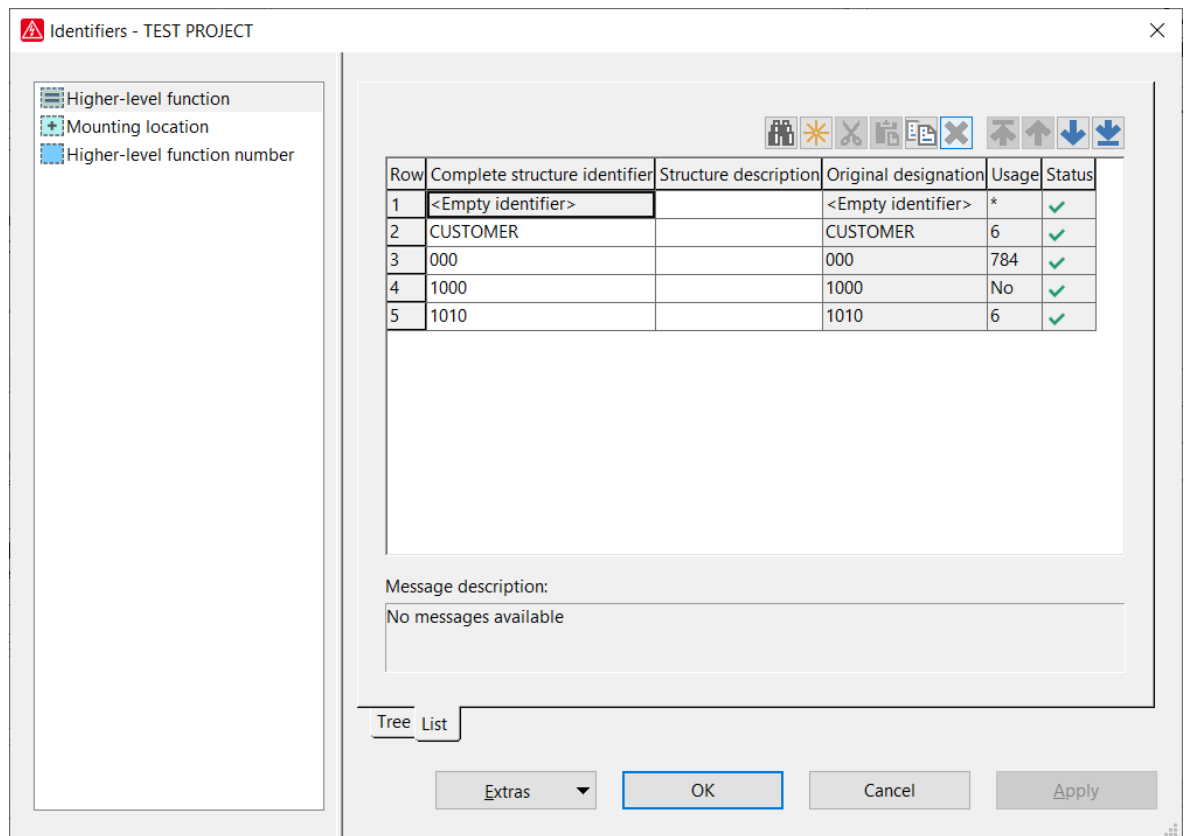 Identifiers - TEST PROJECT
Higher-level function
Mounting location
Higher-level function number
Row Complete structure identifier Structure description Original designation Usage Status
1 <Empty identifier> <Empty identifier> *
2 CUSTOMER CUSTOMER 6
3 000 000 784
4 1000 1000 No
5 1010 1010 6
Message description:
No messages available
Tree List
Extras OK Cancel Apply